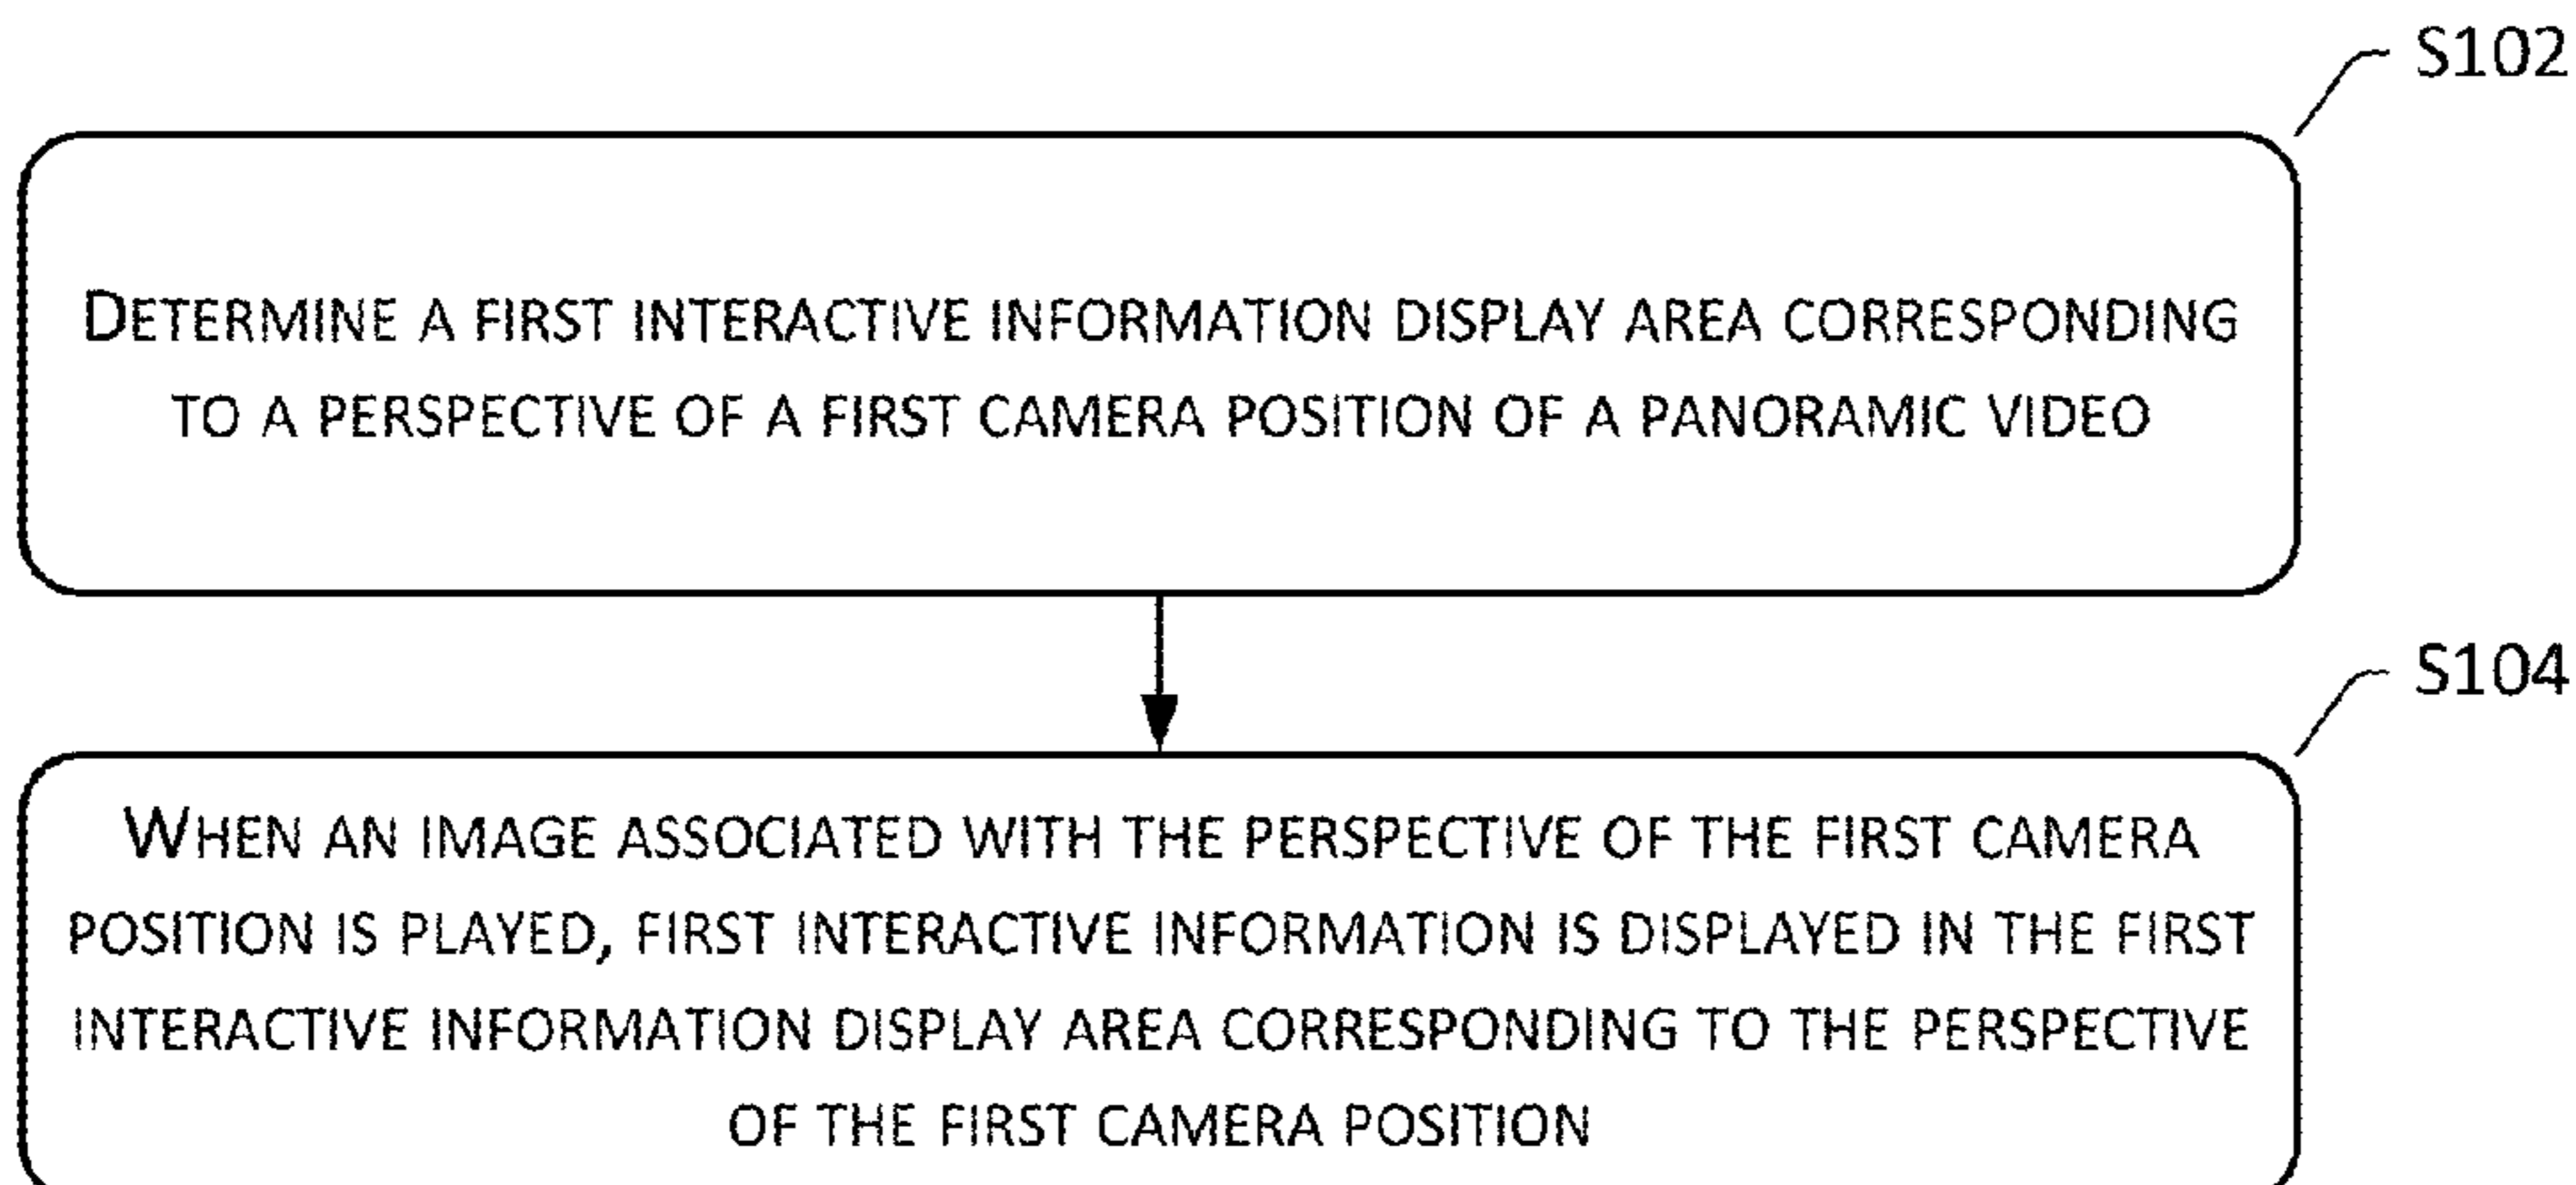 S102
DETERMINE A FIRST INTERACTIVE INFORMATION DISPLAY AREA CORRESPONDING
TO A PERSPECTIVE OF A FIRST CAMERA POSITION OF A PANORAMIC VIDEO
S104
WHEN AN IMAGE ASSOCIATED WITH THE PERSPECTIVE OF THE FIRST CAMERA
POSITION IS PLAYED, FIRST INTERACTIVE INFORMATION IS DISPLAYED IN THE FIRST
INTERACTIVE INFORMATION DISPLAY AREA CORRESPONDING TO THE PERSPECTIVE
OF THE FIRST CAMERA POSITION